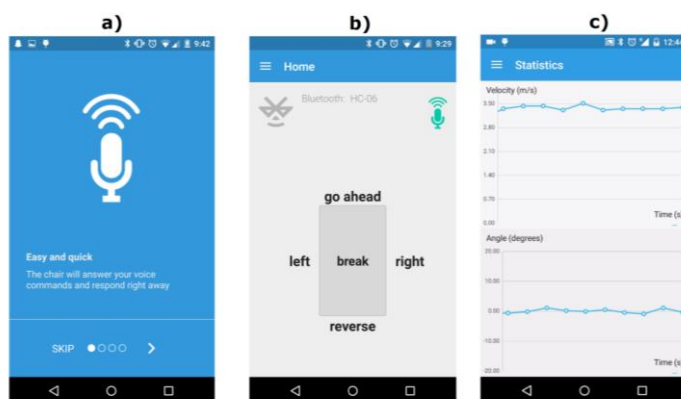 a)
9:42
Easy and quick
The chair will answer your voice
commands and respond right away
SKIP
b)
9:29
Home
Bluetooth: HC-06
go ahead
left break right
reverse
c)
12:44
Statistics
Velocity (m/s)
3.50
2.80
2.10
1.40
0.70
0.00
Time (s
Angle (degrees)
20.00
10.00
0.00
-10.00
-20.00
Time (s